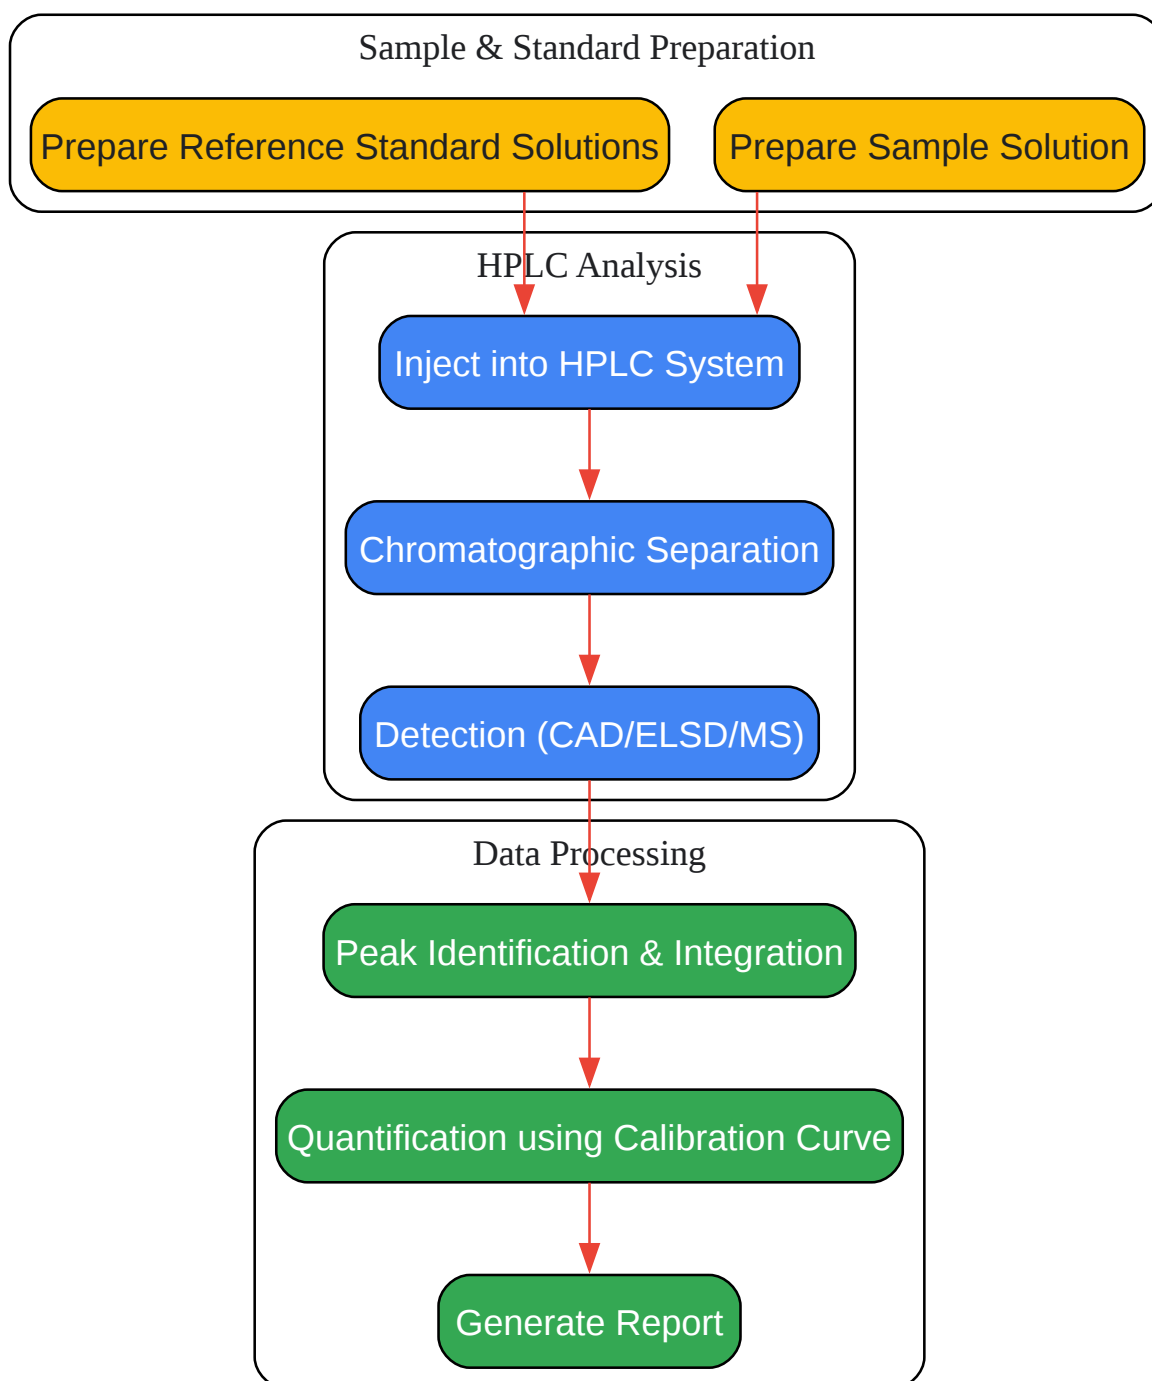 Sample & Standard Preparation
Prepare Reference Standard Solutions
Prepare Sample Solution
HPLC Analysis
Inject into HPLC System
Chromatographic Separation
Detection (CAD/ELSD/MS)
Data Processing
Peak Identification & Integration
Quantification using Calibration Curve
Generate Report